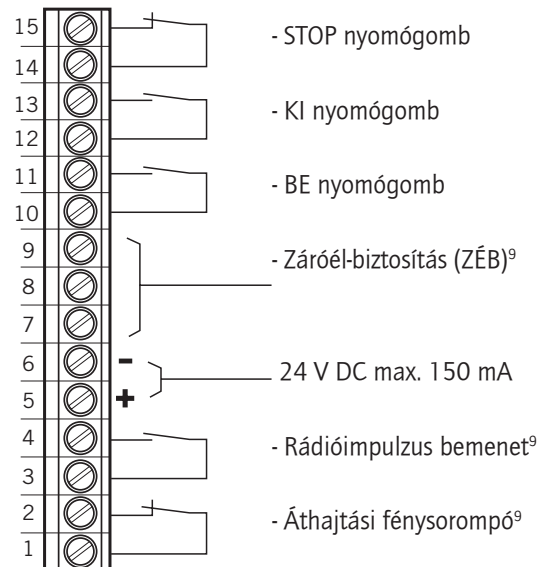 15
- STOP nyomógomb
14
13
- KI nyomógomb
12
11
- BE nyomógomb
10
9
- Záróél-biztosítás (ZÉB)⁹
8
7
6 -
24 V DC max. 150 mA
5 +
4
- Rádióimpulzus bemenet⁹
3
2
- Áthajtási fénysorompó⁹
1